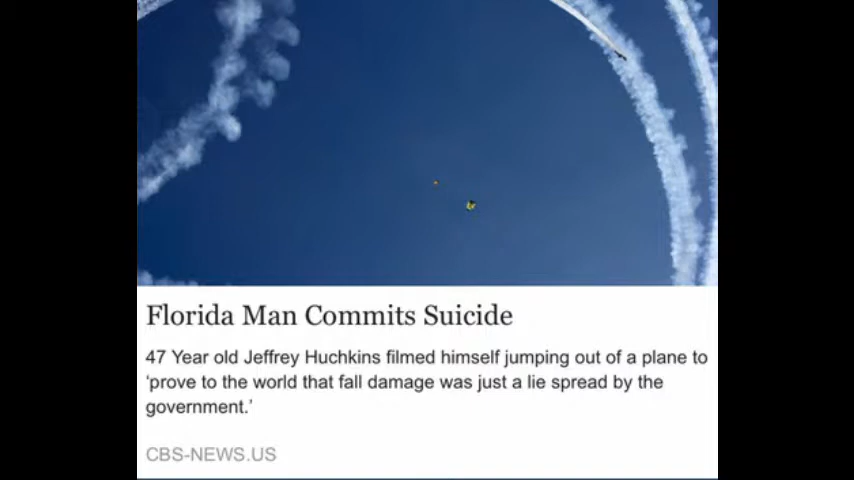 Florida Man Commits Suicide
47 Year old Jeffrey Huchkins filmed himself jumping out of a plane to
‘prove to the world that fall damage was just a lie spread by the
government.’
CBS-NEWS.US